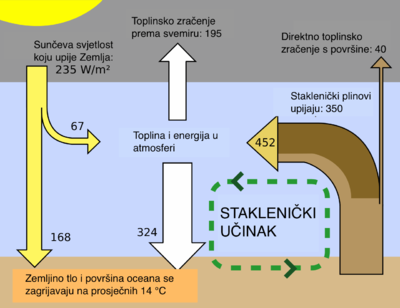 Toplinsko zračenje
prema svemiru: 195
Direktno toplinsko
zračenje s površine: 40
Sunčeva svjetlost
koju upije Zemlja:
235 W/m²
Staklenički plinovi
upijaju: 350
67
Toplina i energija u
atmosferi
452
STAKLENIČKI
UČINAK
324
168
Zemljino tlo i površina oceana se
zagrijavaju na prosječnih 14 °C